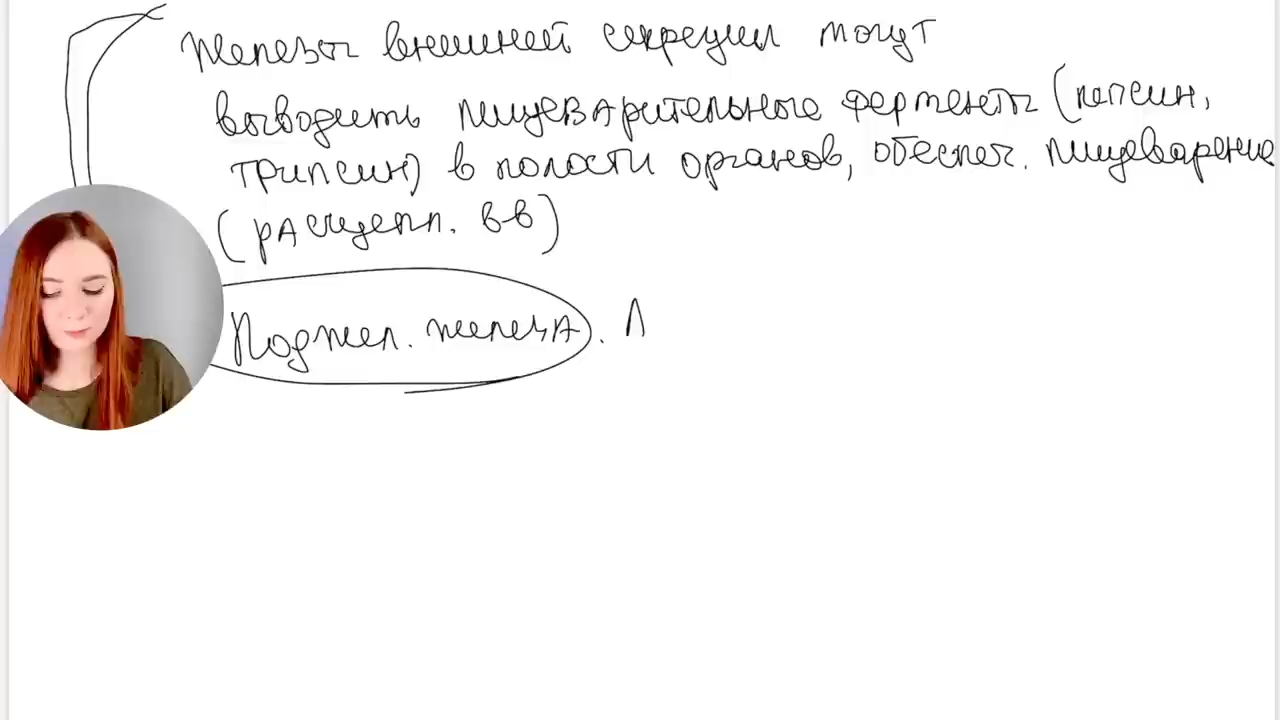 Железы внешней секреции могут
выводить пищеварительные ферменты (пепсин,
трипсин) в полости органов, обеспеч. пищеварение
(расщепл. в-в)
Поджел. железа. Л